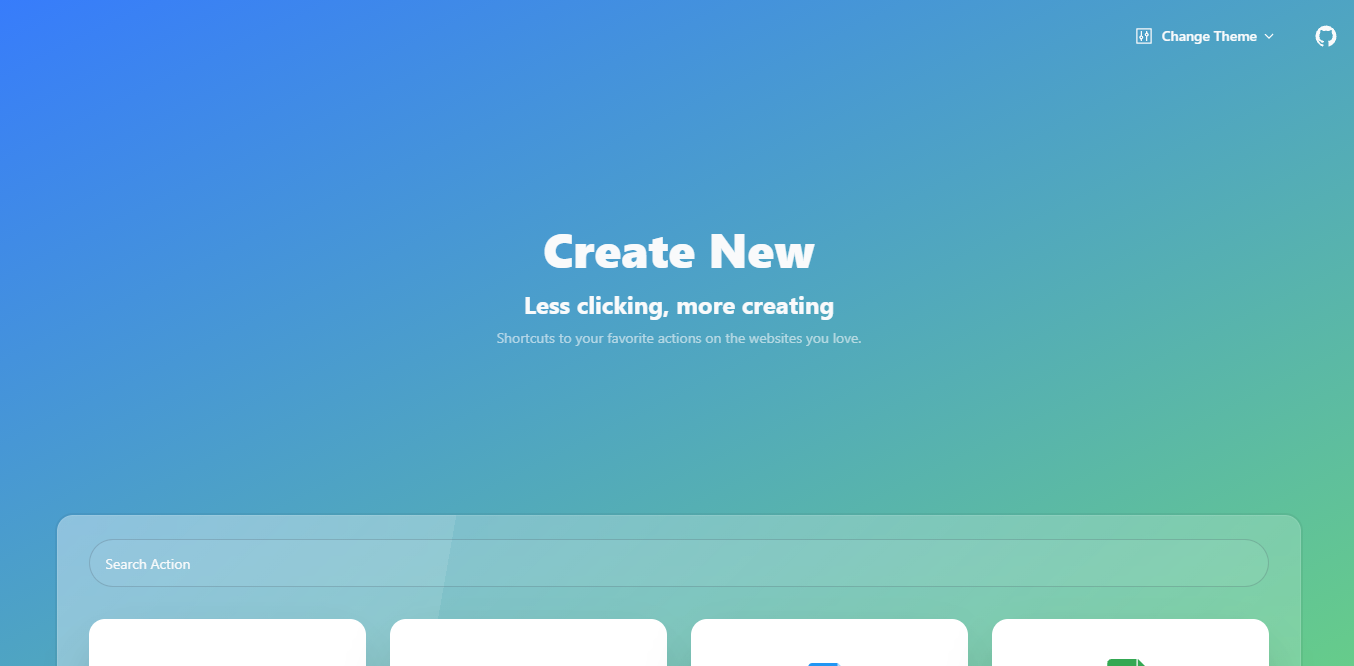 Change Theme
Create New
Less clicking, more creating
Shortcuts to your favorite actions on the websites you love.
Search Action